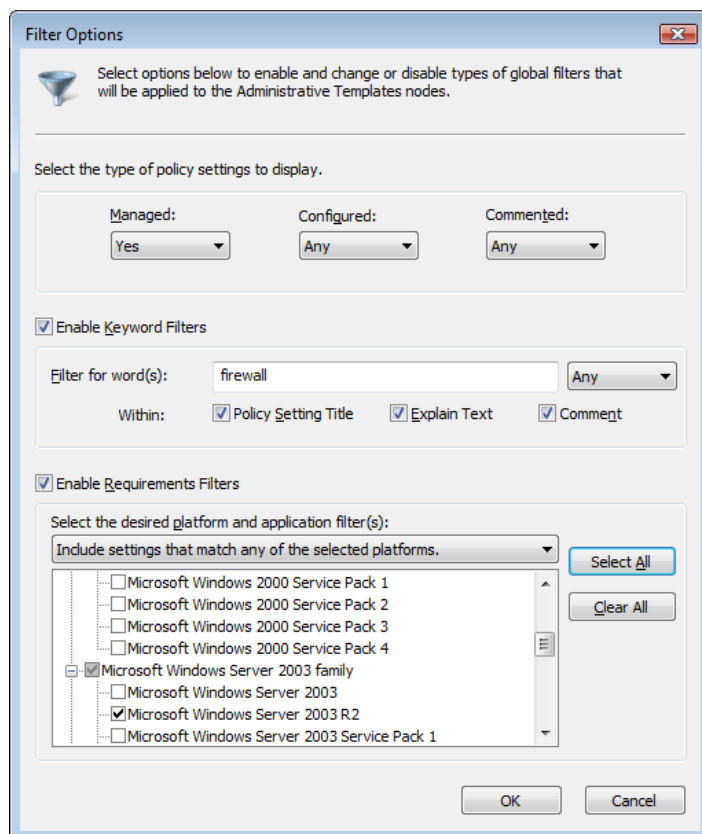 Filter Options
Select options below to enable and change or disable types of global filters that
will be applied to the Administrative Templates nodes.
Select the type of policy settings to display.
Managed: Configured: Commented:
Yes Any Any
Enable Keyword Filters
Filter for word(s): firewall Any
Within: Policy Setting Title Explain Text Comment
Enable Requirements Filters
Select the desired platform and application filter(s):
Include settings that match any of the selected platforms.
Select All
Microsoft Windows 2000 Service Pack 1
Microsoft Windows 2000 Service Pack 2
Clear All
Microsoft Windows 2000 Service Pack 3
Microsoft Windows 2000 Service Pack 4
Microsoft Windows Server 2003 family
Microsoft Windows Server 2003
Microsoft Windows Server 2003 R2
Microsoft Windows Server 2003 Service Pack 1
OK Cancel